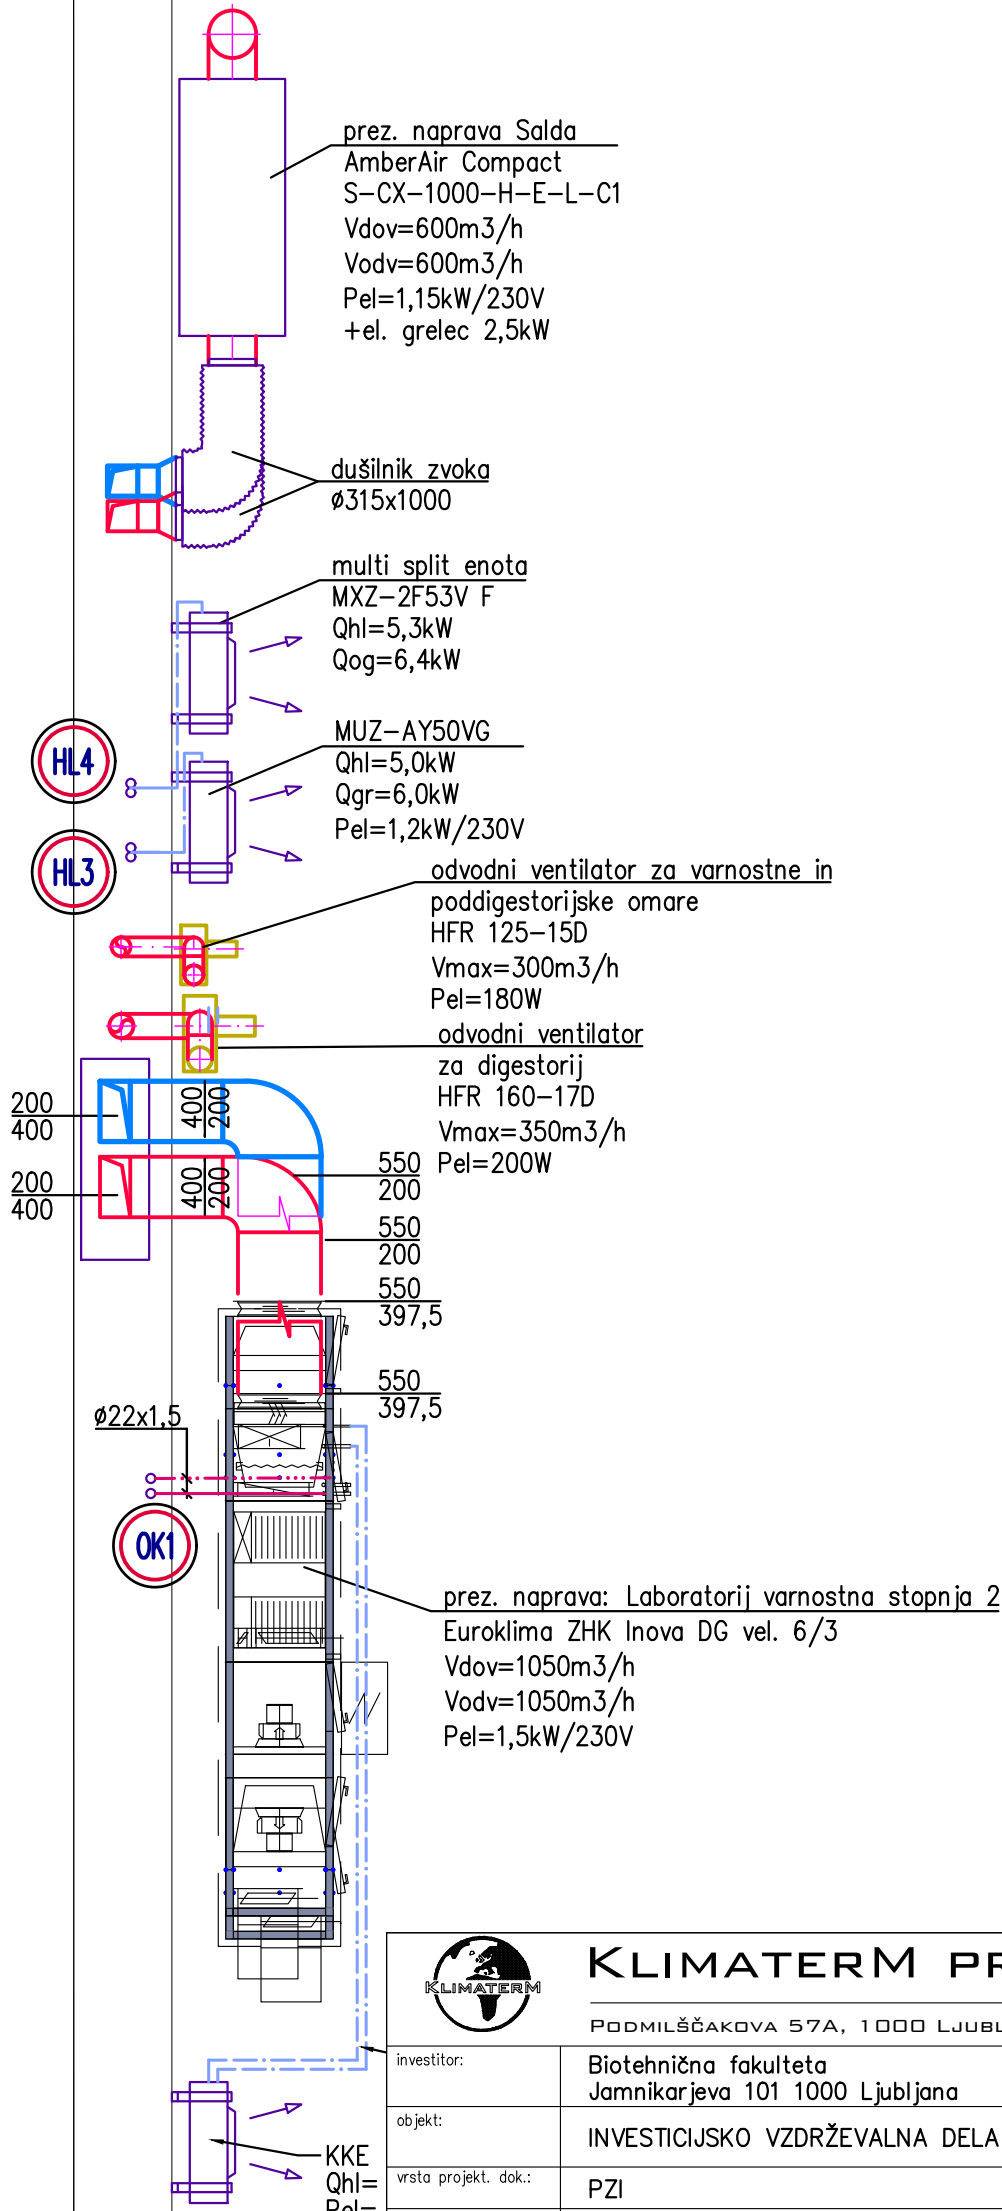 prez. naprava Salda
AmberAir Compact
S-CX-1000-H-E-L-C1
Vdov=600m3/h
Vodv=600m3/h
Pel=1,15kW/230V
+el. grelec 2,5kW
dušilnik zvoka
ø315x1000
multi split enota
MXZ-2F53V F
Qhl=5,3kW
Qog=6,4kW
HL4
MUZ-AY50VG
Qhl=5,0kW
Qgr=6,0kW
Pel=1,2kW/230V
HL3
odvodni ventilator za varnostne in
poddigestorijske omare
HFR 125-15D
Vmax=300m3/h
Pel=180W
odvodni ventilator
za digestorij
HFR 160-17D
Vmax=350m3/h
Pel=200W
200
400
400
200
200
400
400
200
550
200
550
200
550
397,5
550
397,5
ø22x1,5
OK1
prez. naprava: Laboratorij varnostna stopnja 2
Euroklima ZHK Inova DG vel. 6/3
Vdov=1050m3/h
Vodv=1050m3/h
Pel=1,5kW/230V
KLIMATERM
KLIMATERM PR
PODMILŠČAKOVA 57A, 1000 LJUBL
investitor:
Biotehnična fakulteta
Jamnikarjeva 101 1000 Ljubljana
objekt:
INVESTICIJSKO VZDRŽEVALNA DELA
vrsta projekt. dok.:
PZI
KKE
Qhl=
Pel=